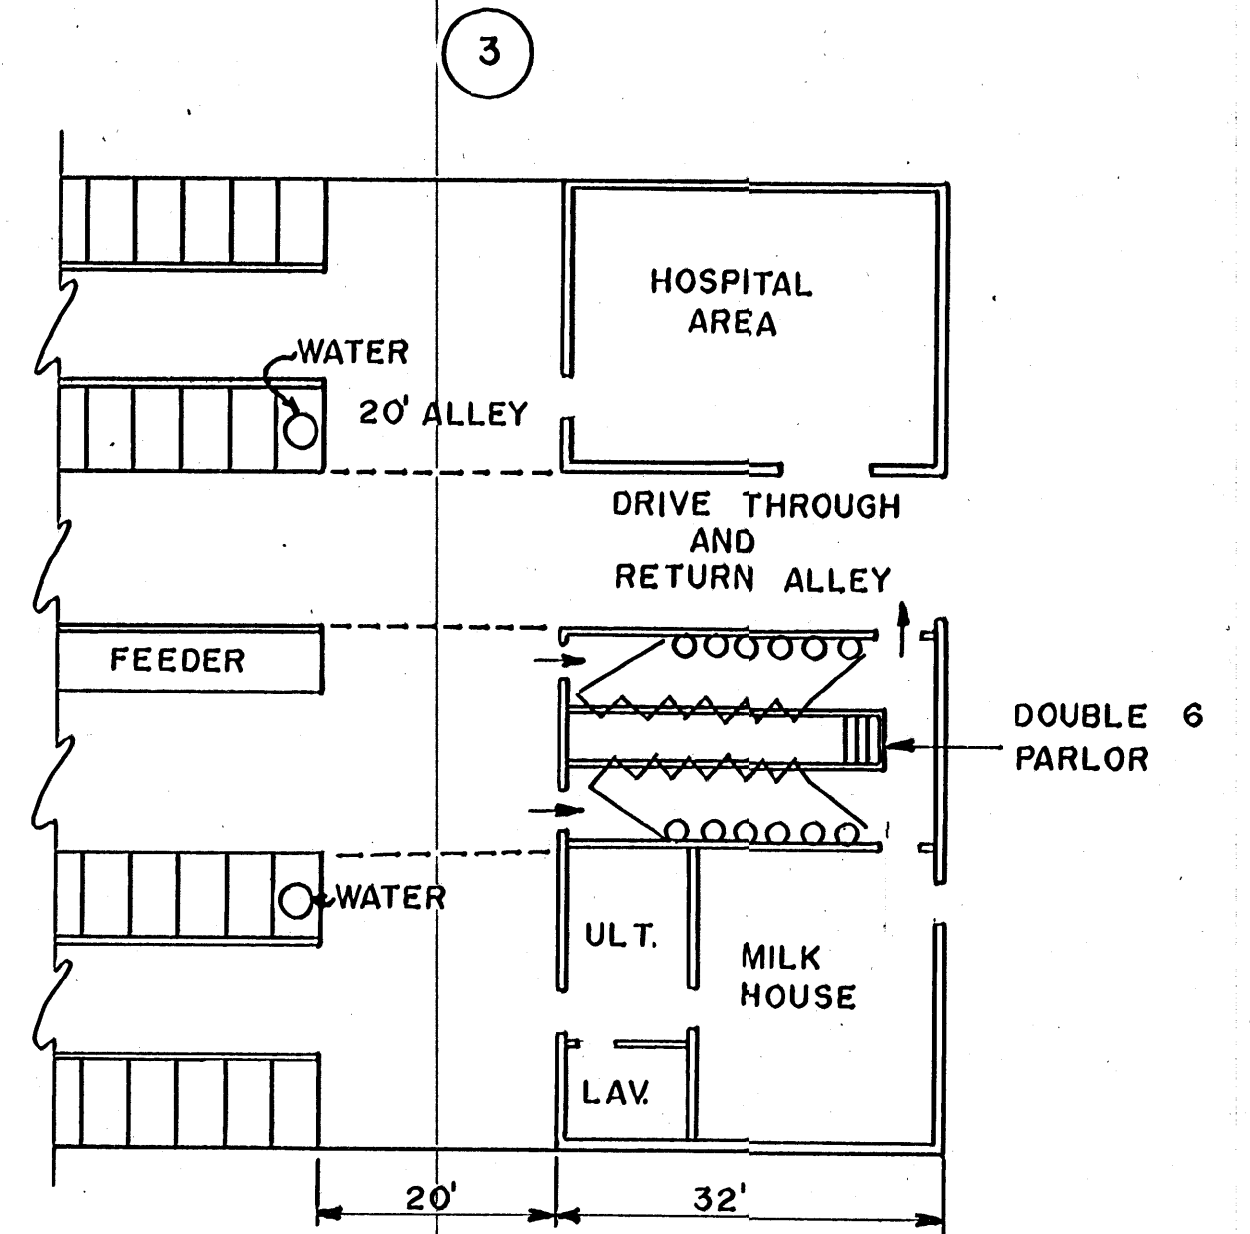 3
HOSPITAL
AREA
WATER
20' ALLEY
DRIVE THROUGH
AND
RETURN ALLEY
FEEDER
DOUBLE 6
PARLOR
WATER
ULT.
MILK
HOUSE
LAV.
20'
32'